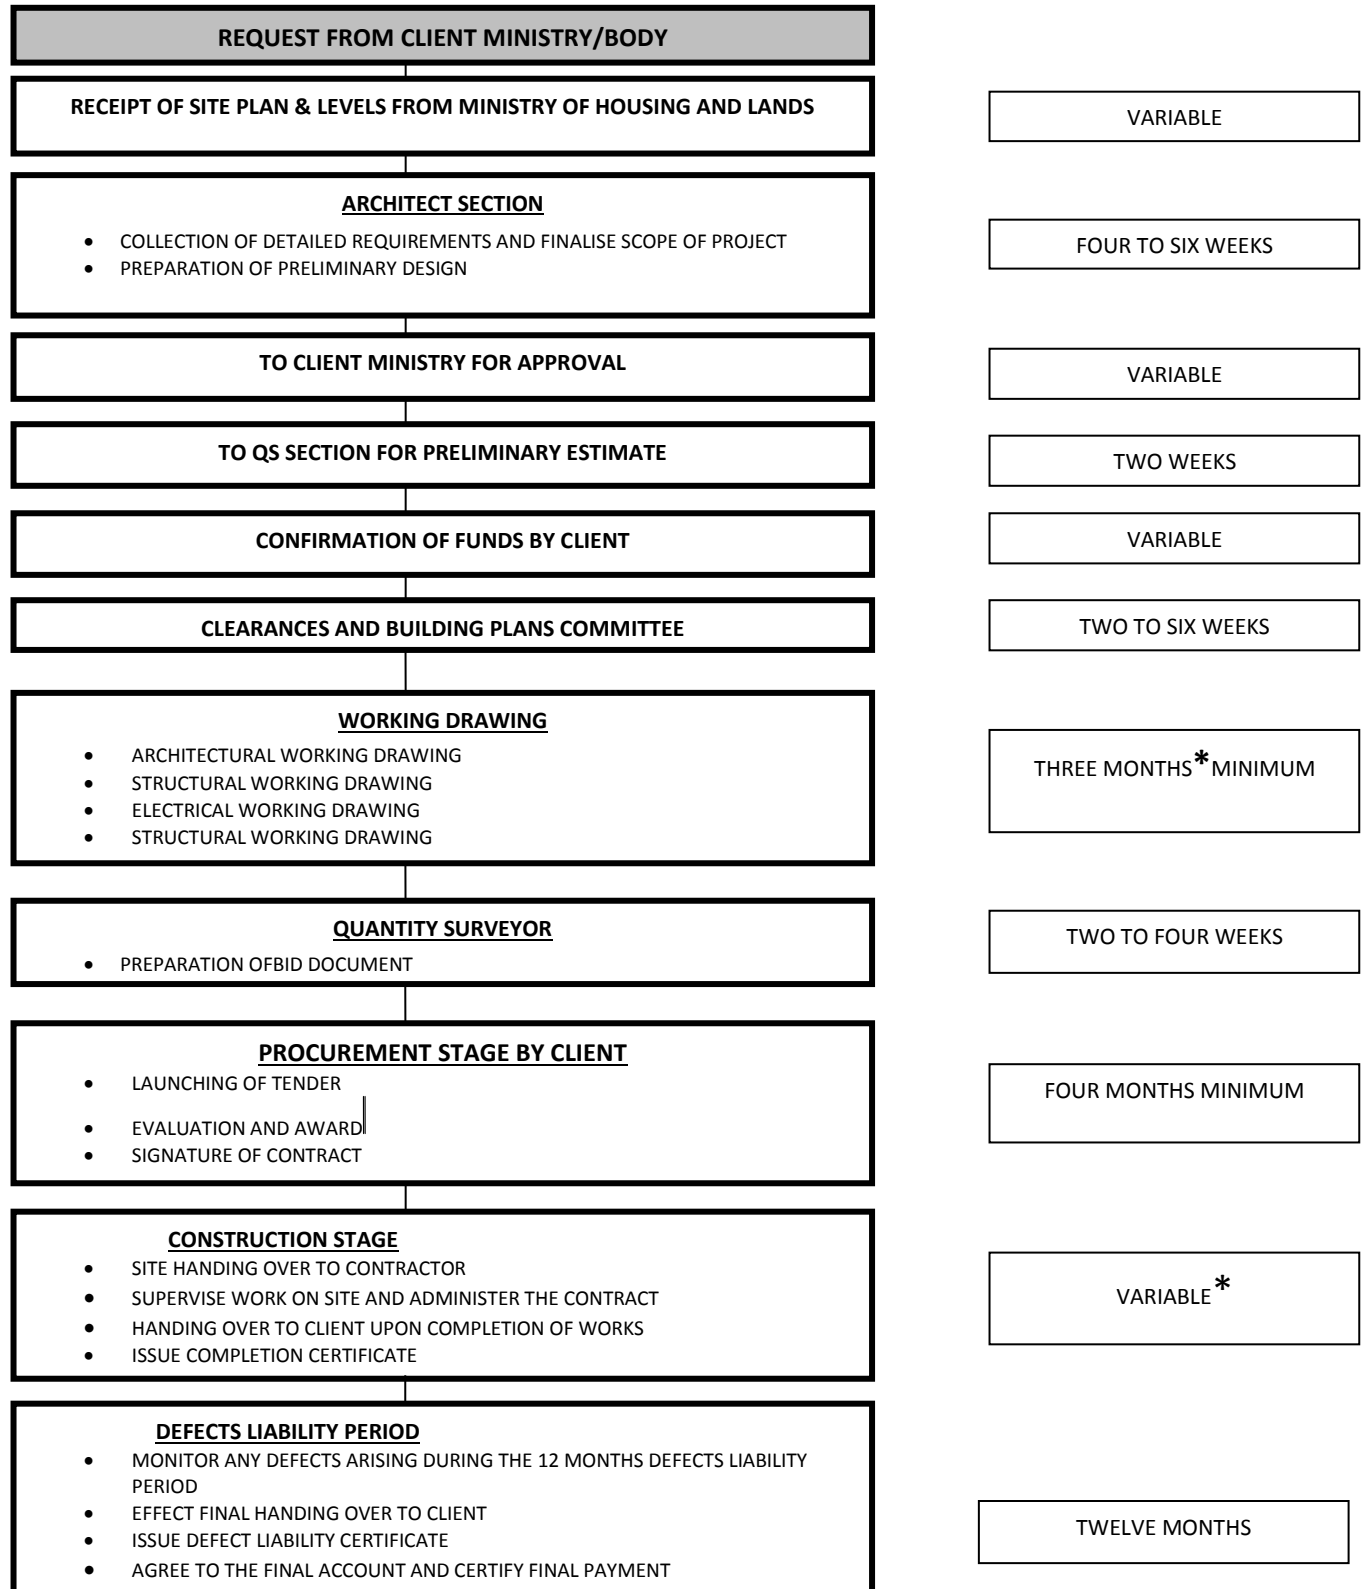 REQUEST FROM CLIENT MINISTRY/BODY
RECEIPT OF SITE PLAN & LEVELS FROM MINISTRY OF HOUSING AND LANDS
VARIABLE
ARCHITECT SECTION
• COLLECTION OF DETAILED REQUIREMENTS AND FINALISE SCOPE OF PROJECT
• PREPARATION OF PRELIMINARY DESIGN
FOUR TO SIX WEEKS
TO CLIENT MINISTRY FOR APPROVAL
VARIABLE
TO QS SECTION FOR PRELIMINARY ESTIMATE
TWO WEEKS
CONFIRMATION OF FUNDS BY CLIENT
VARIABLE
CLEARANCES AND BUILDING PLANS COMMITTEE
TWO TO SIX WEEKS
WORKING DRAWING
• ARCHITECTURAL WORKING DRAWING
• STRUCTURAL WORKING DRAWING
• ELECTRICAL WORKING DRAWING
• STRUCTURAL WORKING DRAWING
THREE MONTHS*MINIMUM
QUANTITY SURVEYOR
• PREPARATION OFBID DOCUMENT
TWO TO FOUR WEEKS
PROCUREMENT STAGE BY CLIENT
• LAUNCHING OF TENDER
• EVALUATION AND AWARD
• SIGNATURE OF CONTRACT
FOUR MONTHS MINIMUM
CONSTRUCTION STAGE
• SITE HANDING OVER TO CONTRACTOR
• SUPERVISE WORK ON SITE AND ADMINISTER THE CONTRACT
• HANDING OVER TO CLIENT UPON COMPLETION OF WORKS
• ISSUE COMPLETION CERTIFICATE
VARIABLE*
DEFECTS LIABILITY PERIOD
• MONITOR ANY DEFECTS ARISING DURING THE 12 MONTHS DEFECTS LIABILITY
PERIOD
• EFFECT FINAL HANDING OVER TO CLIENT
• ISSUE DEFECT LIABILITY CERTIFICATE
• AGREE TO THE FINAL ACCOUNT AND CERTIFY FINAL PAYMENT
TWELVE MONTHS